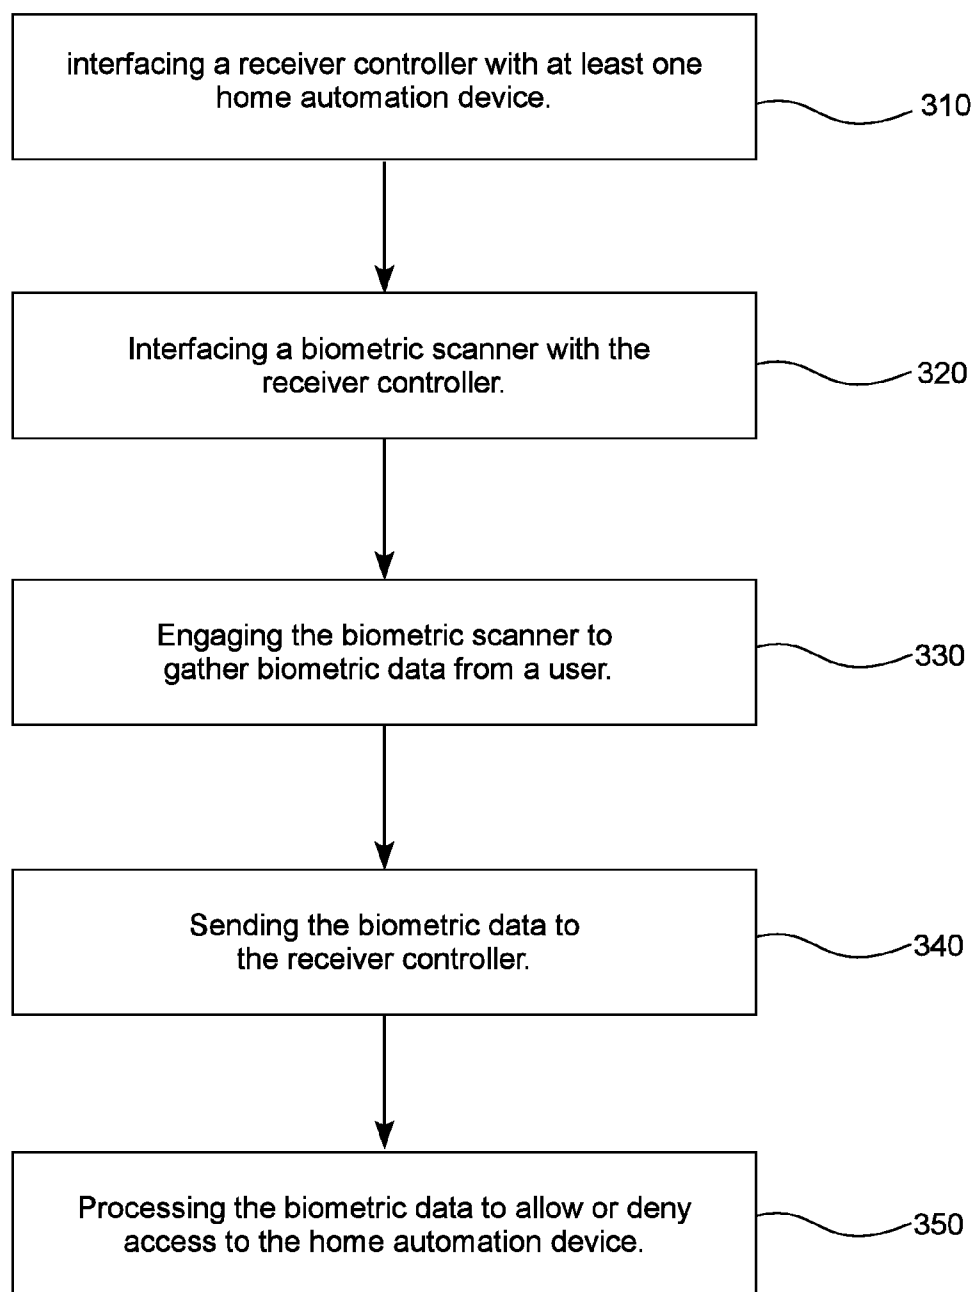 interfacing a receiver controller with at least one
home automation device.
310
Interfacing a biometric scanner with the
receiver controller.
320
Engaging the biometric scanner to
gather biometric data from a user.
330
Sending the biometric data to
the receiver controller.
340
Processing the biometric data to allow or deny
access to the home automation device.
350